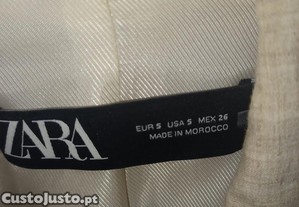 ZARA
EUR S USA S MEX 26
MADE IN MOROCCO
CustoJusto.pt